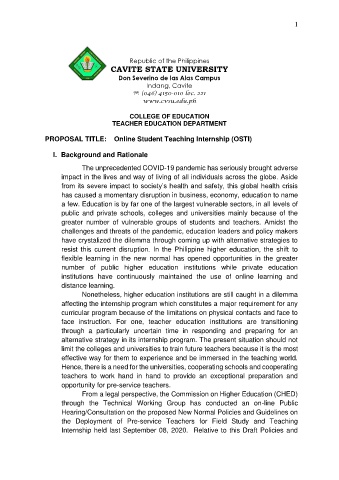 1
Republic of the Philippines
CAVITE STATE UNIVERSITY
Don Severino de las Alas Campus
Indang, Cavite
(046) 4150-010 loc. 221
www.cvsu.edu.ph
COLLEGE OF EDUCATION
TEACHER EDUCATION DEPARTMENT
PROPOSAL TITLE: Online Student Teaching Internship (OSTI)
I. Background and Rationale
The unprecedented COVID-19 pandemic has seriously brought adverse
impact in the lives and way of living of all individuals across the globe. Aside
from its severe impact to society's health and safety, this global health crisis
has caused a momentary disruption in business, economy, education to name
a few. Education is by far one of the largest vulnerable sectors, in all levels of
public and private schools, colleges and universities mainly because of the
greater number of vulnerable groups of students and teachers. Amidst the
challenges and threats of the pandemic, education leaders and policy makers
have crystalized the dilemma through coming up with alternative strategies to
resist this current disruption. In the Philippine higher education, the shift to
flexible learning in the new normal has opened opportunities in the greater
number of public higher education institutions while private education
institutions have continuously maintained the use of online learning and
distance learning.
Nonetheless, higher education institutions are still caught in a dilemma
affecting the internship program which constitutes a major requirement for any
curricular program because of the limitations on physical contacts and face to
face instruction. For one, teacher education institutions are transitioning
through a particularly uncertain time in responding and preparing for an
alternative strategy in its internship program. The present situation should not
limit the colleges and universities to train future teachers because it is the most
effective way for them to experience and be immersed in the teaching world.
Hence, there is a need for the universities, cooperating schools and cooperating
teachers to work hand in hand to provide an exceptional preparation and
opportunity for pre-service teachers.
From a legal perspective, the Commission on Higher Education (CHED)
through the Technical Working Group has conducted an on-line Public
Hearing/Consultation on the proposed New Normal Policies and Guidelines on
the Deployment of Pre-service Teachers for Field Study and Teaching
Internship held last September 08, 2020. Relative to this Draft Policies and